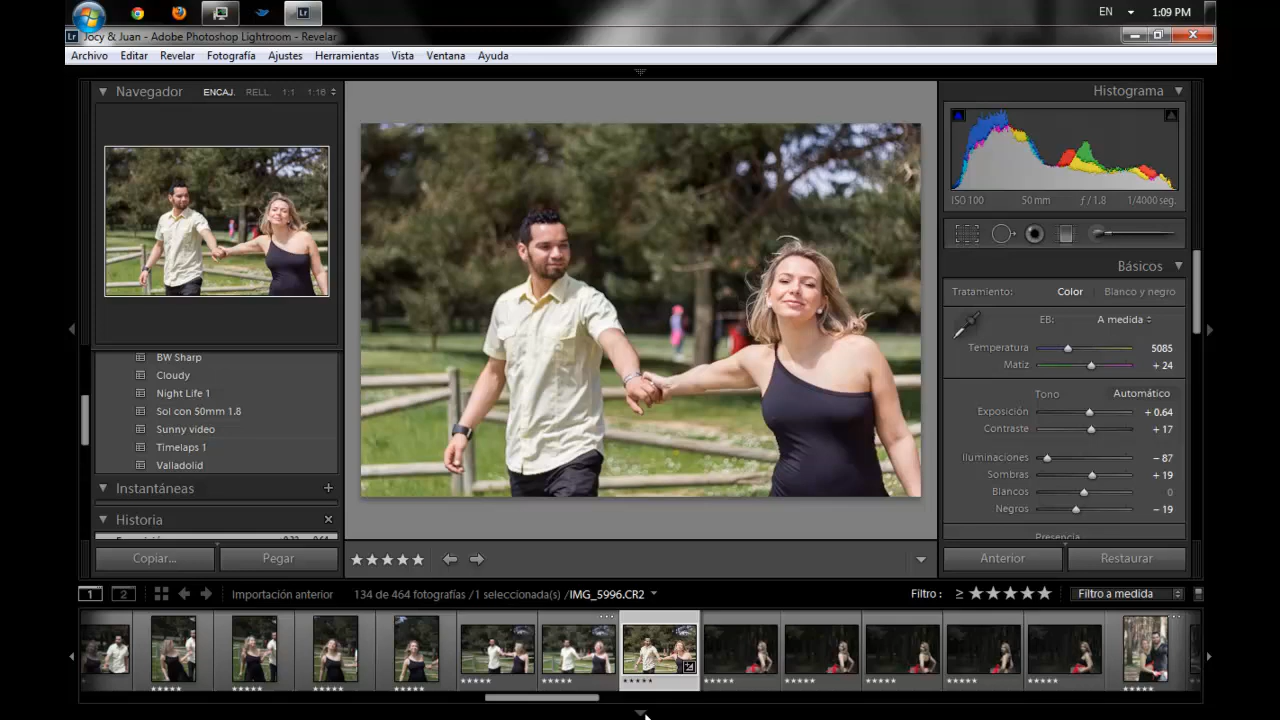 EN 1:09 PM
Jocy & Juan - Adobe Photoshop Lightroom - Revelar
Archivo Editar Revelar Fotografía Ajustes Herramientas Vista Ventana Ayuda
Navegador ENCAJ. RELL. 1:1 1:16
Histograma
ISO 100 50 mm ƒ / 1.8 1/4000 seg.
Básicos
Tratamiento: Color Blanco y negro
EB: A medida
Temperatura 5085
Matiz + 24
Tono Automático
Exposición + 0.64
Contraste + 17
Iluminaciones − 87
Sombras + 19
Blancos 0
Negros − 19
Presencia
BW Sharp
Cloudy
Night Life 1
Sol con 50mm 1.8
Sunny video
Timelaps 1
Valladolid
Instantáneas
Historia
Copiar... Pegar
Anterior Restaurar
1 2 Importación anterior 134 de 464 fotografías /1 seleccionada(s) /IMG_5996.CR2 Filtro : ≥ Filtro a medida